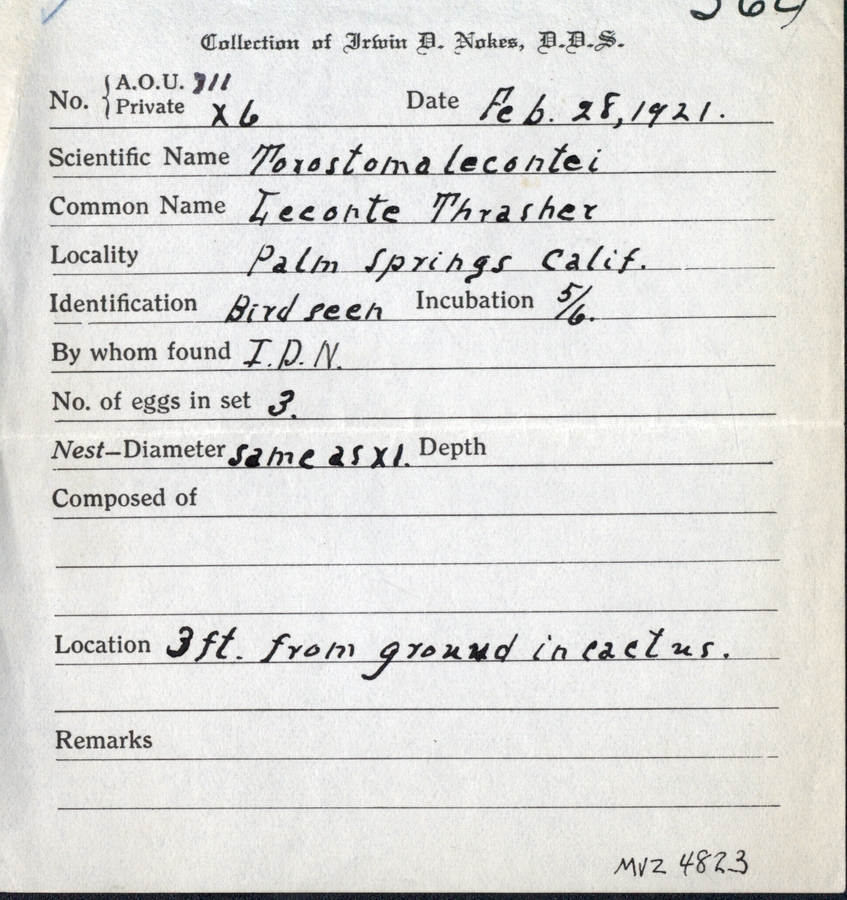 Collection of Irwin D. Nokes, D.D.S.
No. { A.O.U. 711
Private X6 Date Feb. 28, 1921.
Scientific Name Toxostoma lecontei
Common Name Leconte Thrasher
Locality Palm Springs Calif.
Identification Bird seen Incubation 5/6.
By whom found I.D.N.
No. of eggs in set 3.
Nest–Diameter same as X1. Depth
Composed of
Location 3 ft. from ground in cactus.
Remarks
MVZ 4823